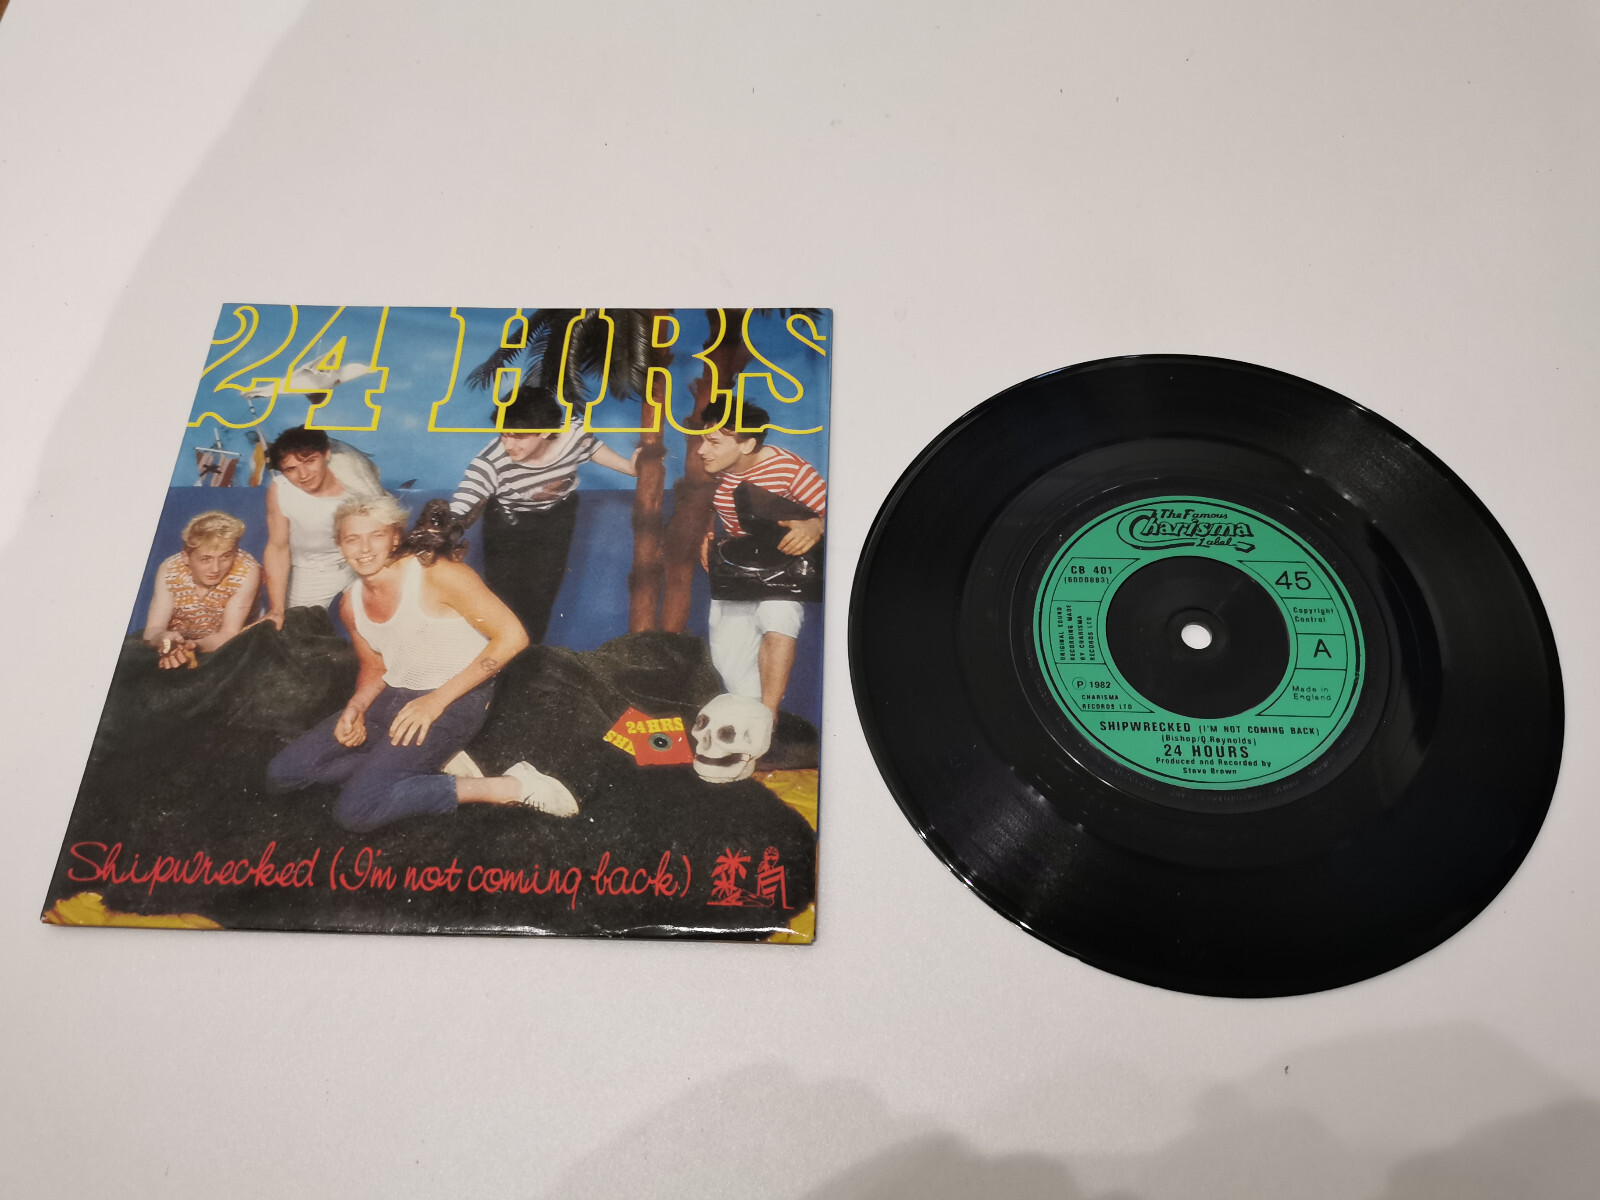 24 HRS
24HRS
SHI
Shipwrecked (I'm not coming back)
The Famous
Charisma
Label
CB 401
(6000883)
45
Copyright
Control
ORIGINAL SOUND
RECORDING MADE
BY CHARISMA
RECORDS LTD
A
℗ 1982
CHARISMA
RECORDS LTD
Made in
England
SHIPWRECKED (I'M NOT COMING BACK)
(Bishop/Q.Reynolds)
24 HOURS
Produced and Recorded by
Steve Brown